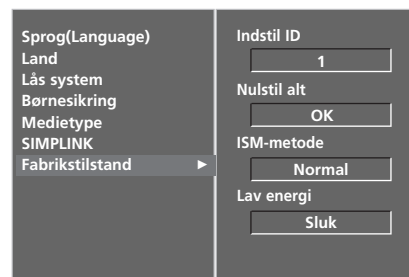 Sprog(Language)
Land
Lås system
Børnesikring
Medietype
SIMPLINK
Fabrikstilstand ►
Indstil ID
1
Nulstil alt
OK
ISM-metode
Normal
Lav energi
Sluk